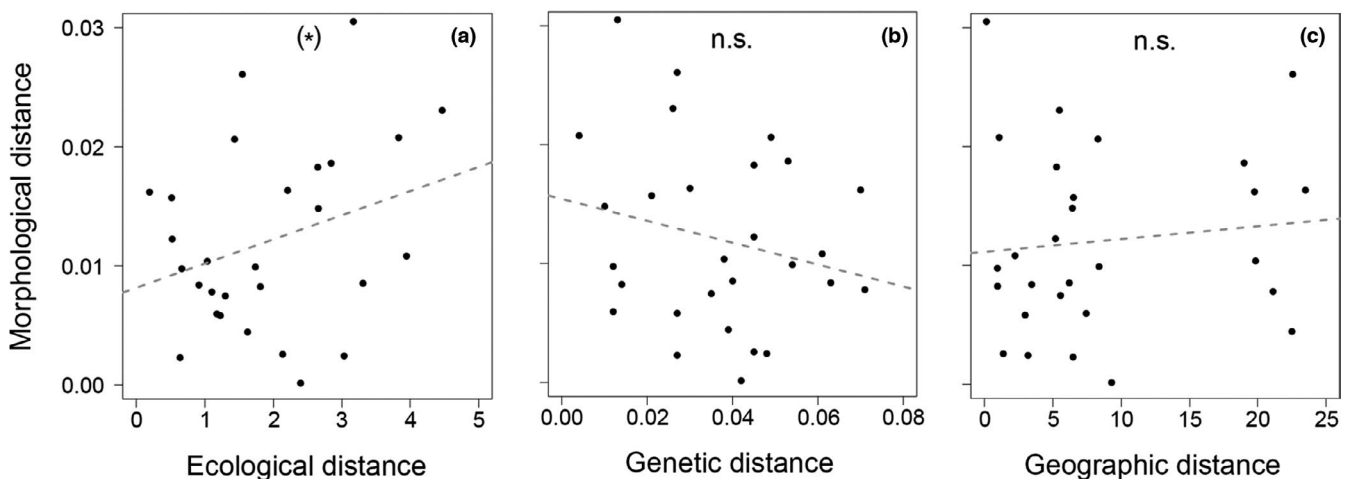 Morphological distance
0.03
0.02
0.01
0.00
(*)
(a)
0 1 2 3 4 5
Ecological distance
n.s.
(b)
0.00 0.02 0.04 0.06 0.08
Genetic distance
n.s.
(c)
0 5 10 15 20 25
Geographic distance